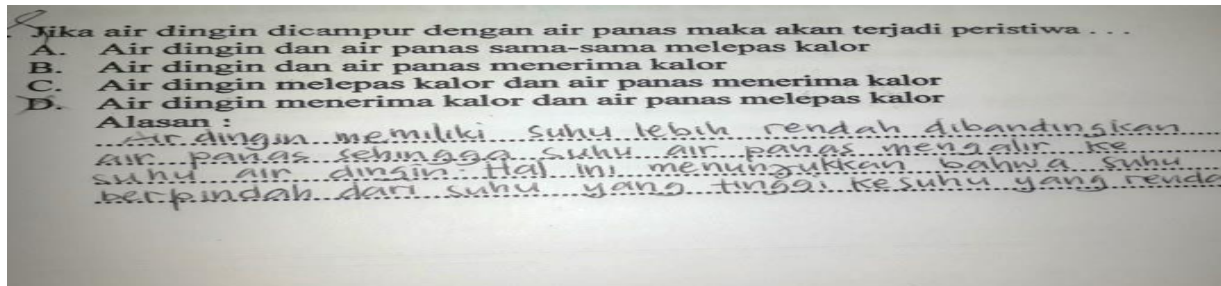 Jika air dingin dicampur dengan air panas maka akan terjadi peristiwa . . .
A. Air dingin dan air panas sama-sama melepas kalor
B. Air dingin dan air panas menerima kalor
C. Air dingin melepas kalor dan air panas menerima kalor
D. Air dingin menerima kalor dan air panas melepas kalor
Alasan :
Air dingin memiliki suhu lebih rendah dibandingkan
air panas sehingga suhu air panas mengalir ke
suhu air dingin. Hal ini menunjukkan bahwa suhu
berpindah dari suhu yang tinggi kesuhu yang renda